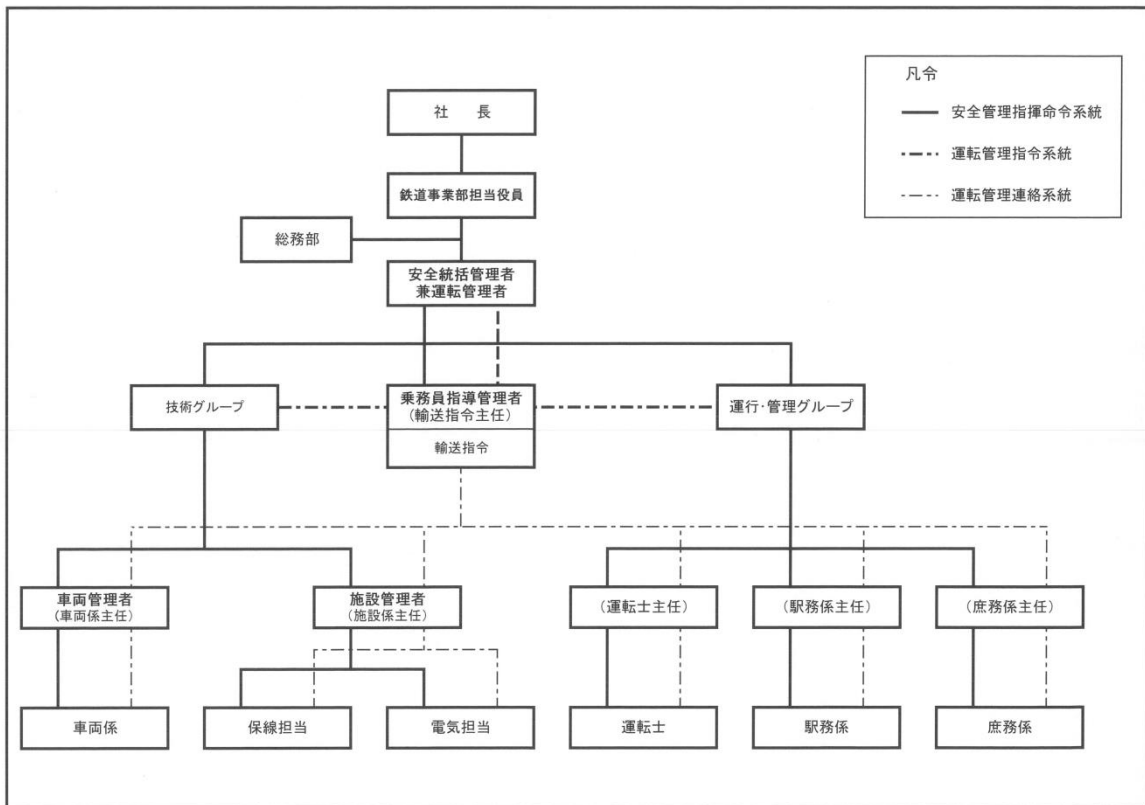 凡令
安全管理指揮命令系統
運転管理指令系統
運転管理連絡系統
社　長
鉄道事業部担当役員
総務部
安全統括管理者
兼運転管理者
技術グループ
乗務員指導管理者
(輸送指令主任)
輸送指令
運行・管理グループ
車両管理者
(車両係主任)
施設管理者
(施設係主任)
(運転士主任)
(駅務係主任)
(庶務係主任)
車両係
保線担当
電気担当
運転士
駅務係
庶務係